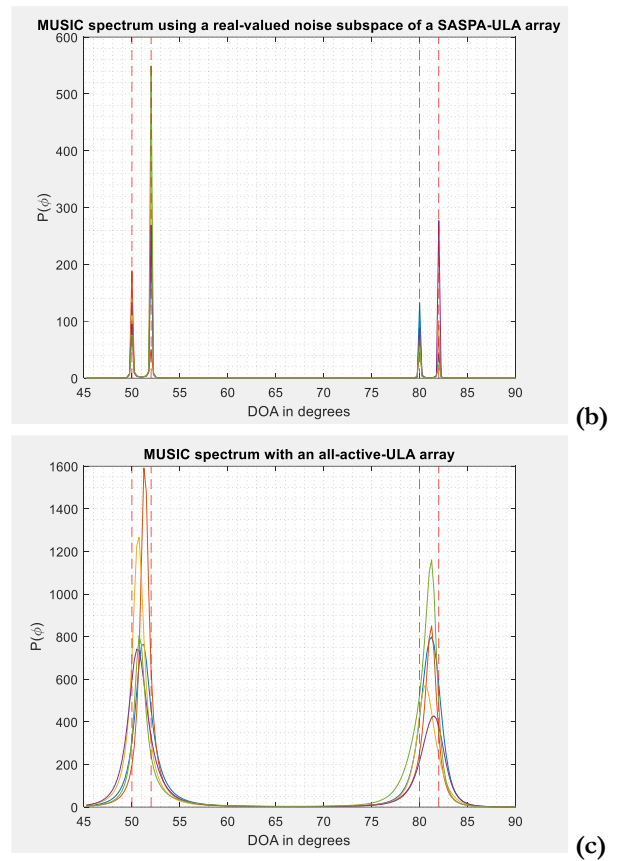 MUSIC spectrum using a real-valued noise subspace of a SASPA-ULA array
600
500
400
300
200
100
0
P(ϕ)
45 50 55 60 65 70 75 80 85 90
DOA in degrees
(b)
MUSIC spectrum with an all-active-ULA array
1600
1400
1200
1000
800
600
400
200
0
P(ϕ)
45 50 55 60 65 70 75 80 85 90
DOA in degrees
(c)